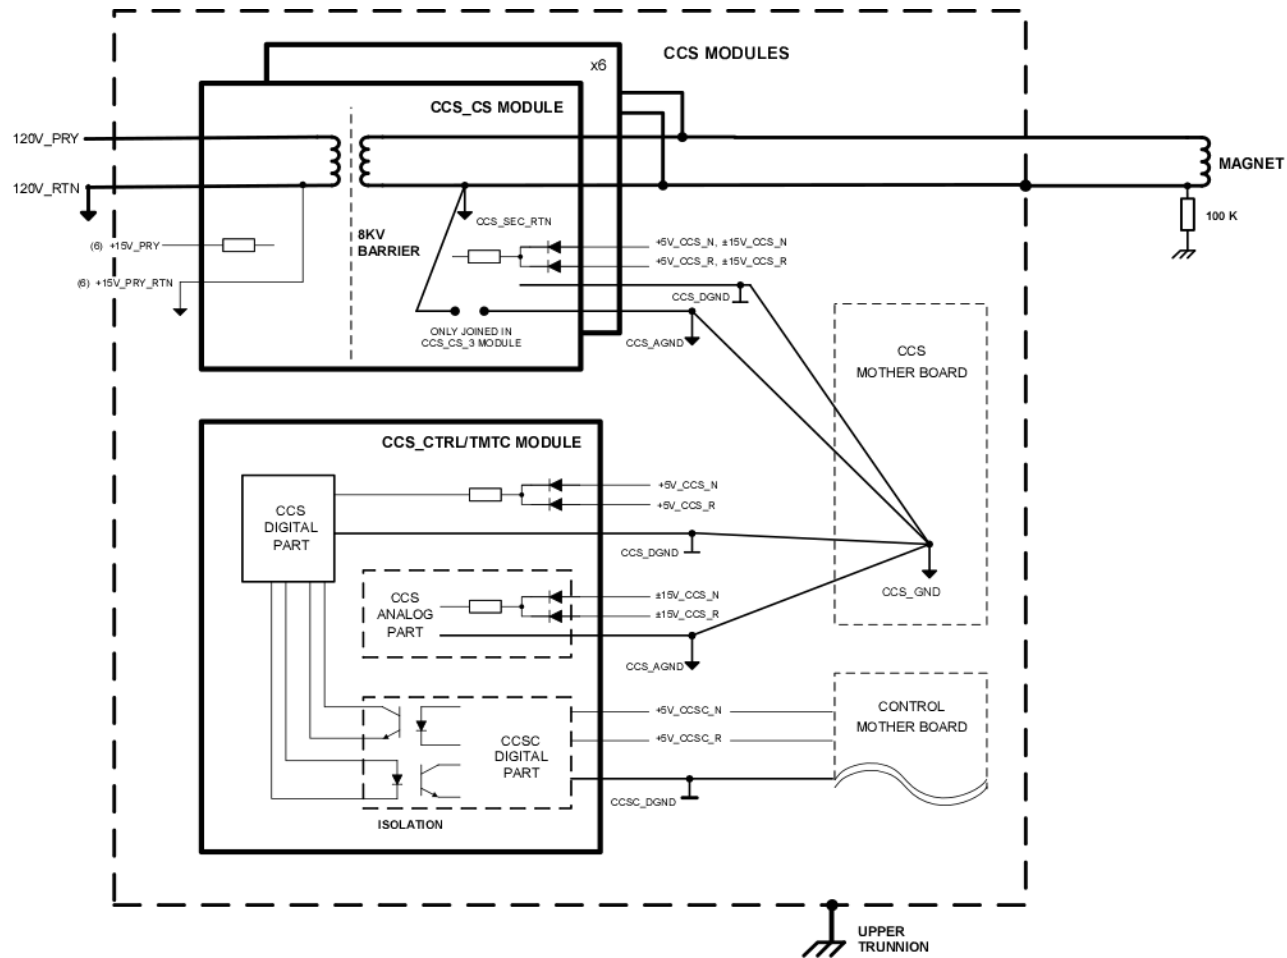 CCS MODULES
x6
CCS_CS MODULE
120V_PRY
MAGNET
120V_RTN
100 K
CCS_SEC_RTN
8KV
BARRIER
(6) +15V_PRY
+5V_CCS_N, ±15V_CCS_N
+5V_CCS_R, ±15V_CCS_R
(6) +15V_PRY_RTN
CCS_DGND
ONLY JOINED IN
CCS_CS_3 MODULE
CCS_AGND
CCS
MOTHER BOARD
CCS_CTRL/TMTC MODULE
CCS
DIGITAL
PART
+5V_CCS_N
+5V_CCS_R
CCS_DGND
CCS
ANALOG
PART
±15V_CCS_N
±15V_CCS_R
CCS_GND
CCS_AGND
+5V_CCSC_N
+5V_CCSC_R
CONTROL
MOTHER BOARD
CCSC
DIGITAL
PART
CCSC_DGND
ISOLATION
UPPER
TRUNNION